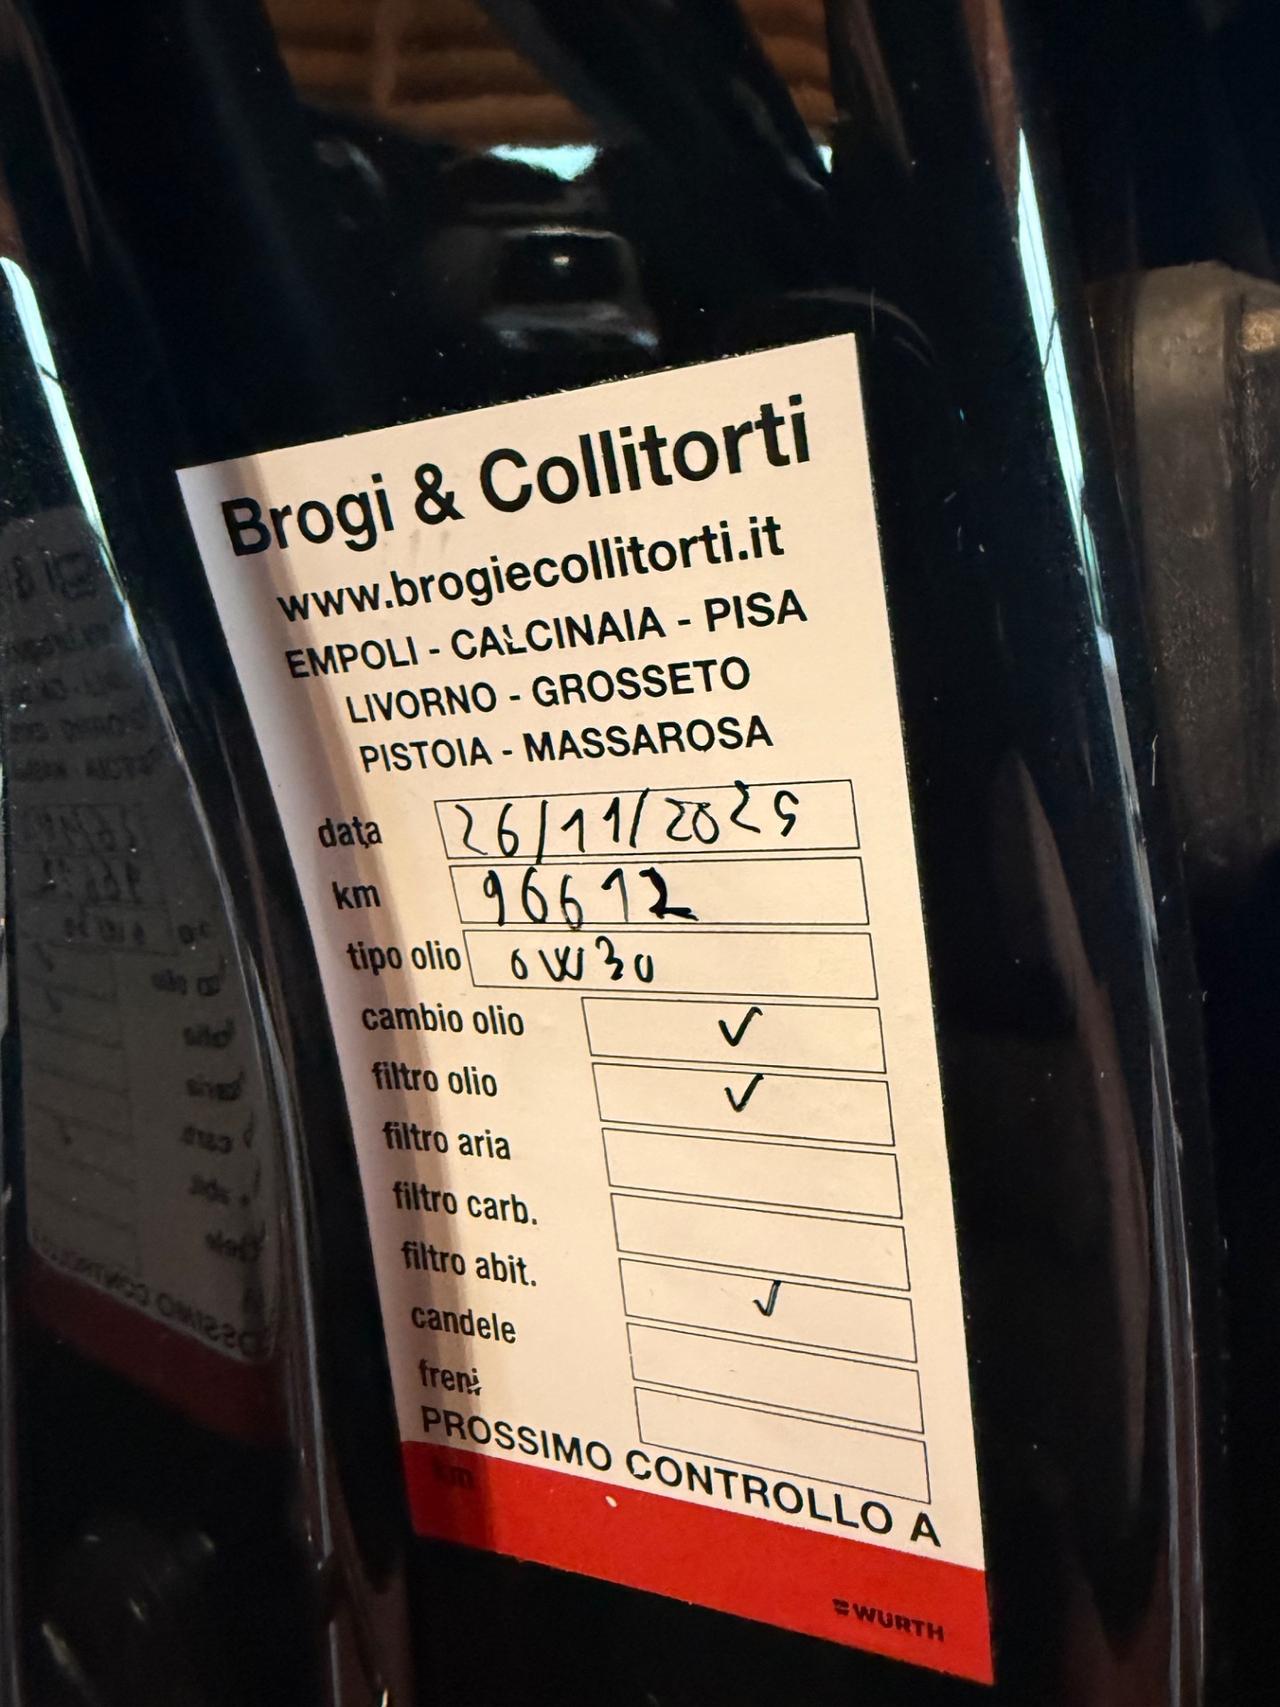 Brogi & Collitorti
www.brogiecollitorti.it
EMPOLI - CALCINAIA - PISA
LIVORNO - GROSSETO
PISTOIA - MASSAROSA
data 26/11/2025
km 96612
tipo olio 0W30
cambio olio ✓
filtro olio ✓
filtro aria
filtro carb.
filtro abit. ✓
candele
freni
PROSSIMO CONTROLLO A
km
WURTH